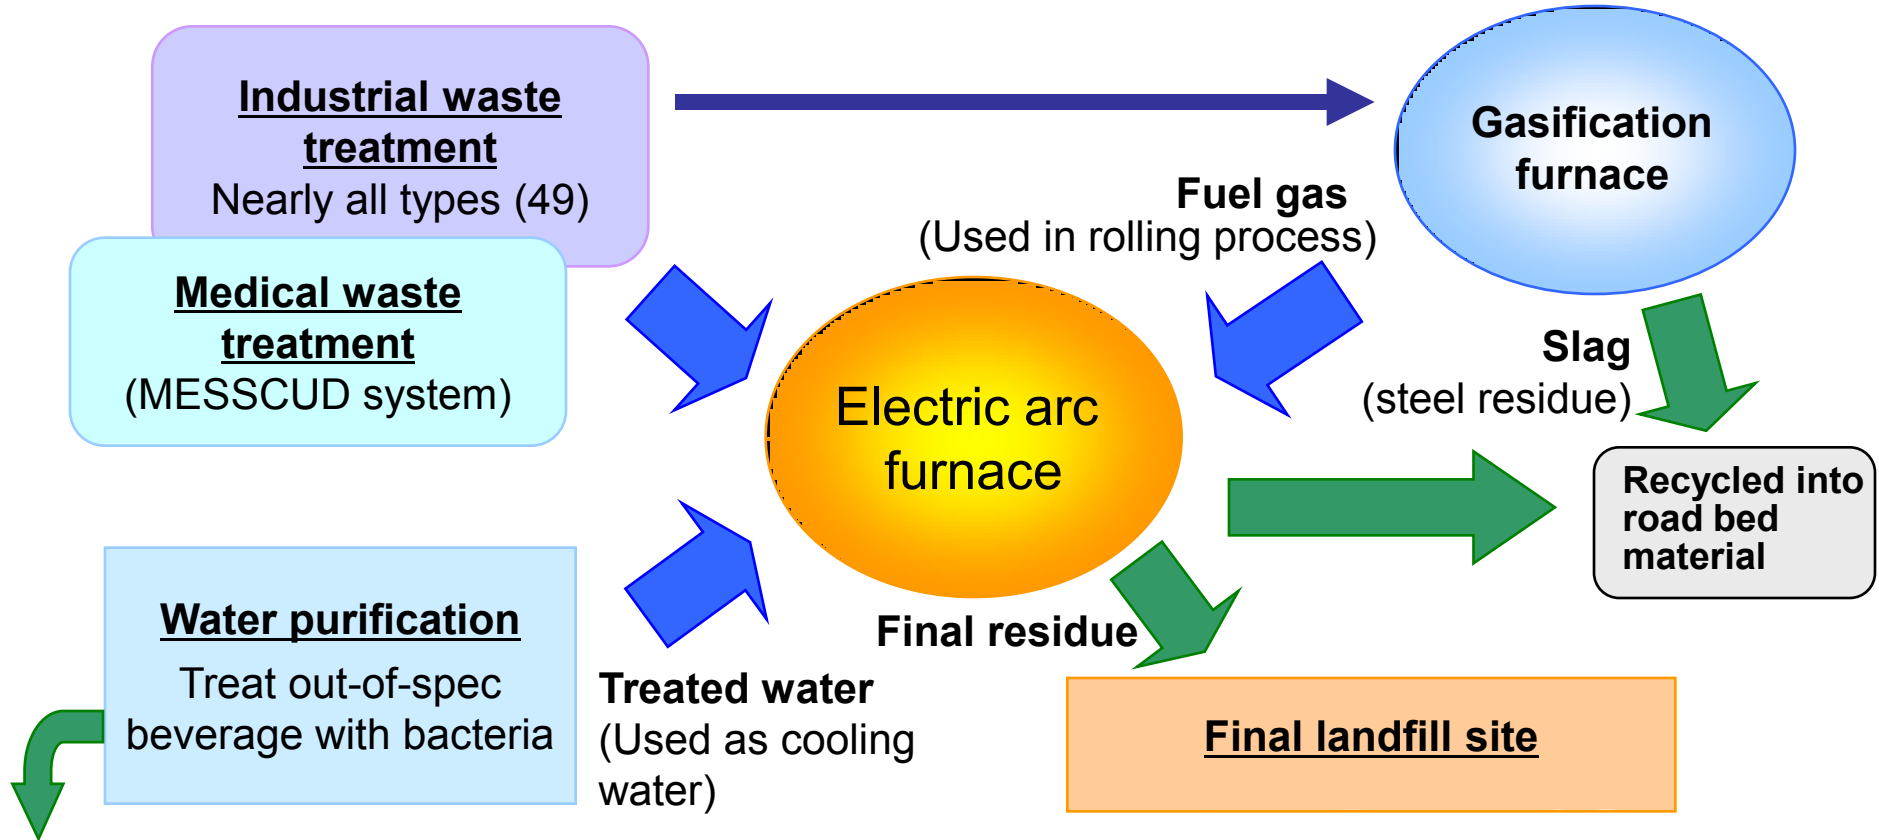 Industrial waste
treatment
Nearly all types (49)
Medical waste
treatment
(MESSCUD system)
Gasification
furnace
Fuel gas
(Used in rolling process)
Slag
(steel residue)
Electric arc
furnace
Recycled into
road bed
material
Water purification
Treat out-of-spec
beverage with bacteria
Treated water
(Used as cooling
water)
Final residue
Final landfill site